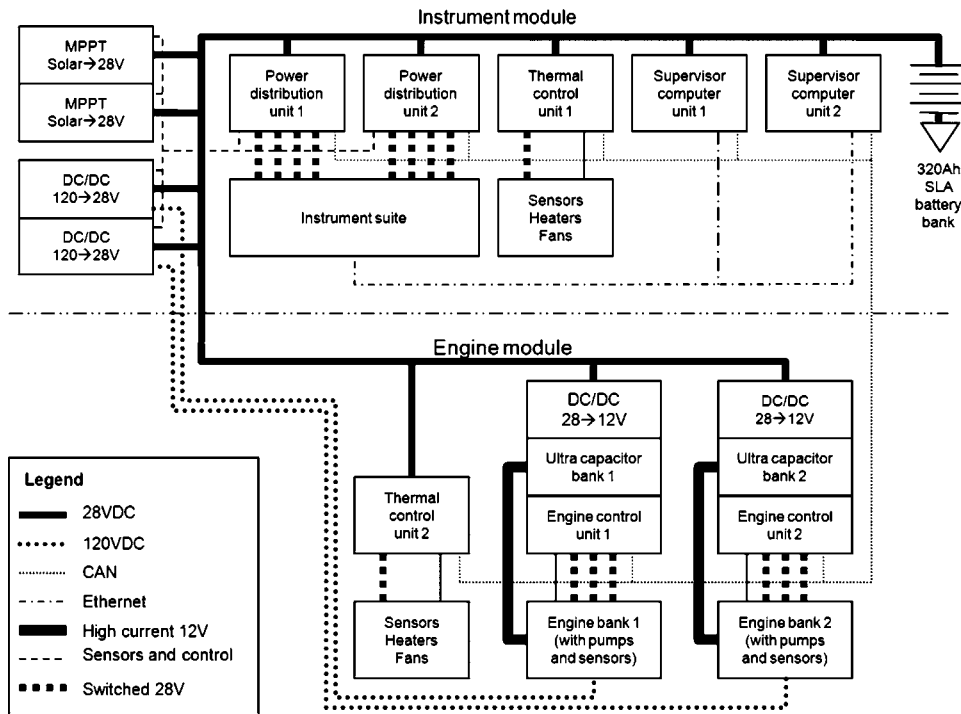 Instrument module
MPPT
Solar→28V
MPPT
Solar→28V
DC/DC
120→28V
DC/DC
120→28V
Power
distribution
unit 1
Power
distribution
unit 2
Thermal
control
unit 1
Supervisor
computer
unit 1
Supervisor
computer
unit 2
320Ah
SLA
battery
bank
Instrument suite
Sensors
Heaters
Fans
Engine module
DC/DC
28→12V
Ultra capacitor
bank 1
Engine control
unit 1
DC/DC
28→12V
Ultra capacitor
bank 2
Engine control
unit 2
Thermal
control
unit 2
Sensors
Heaters
Fans
Engine bank 1
(with pumps
and sensors)
Engine bank 2
(with pumps
and sensors)
Legend
28VDC
120VDC
CAN
Ethernet
High current 12V
Sensors and control
Switched 28V